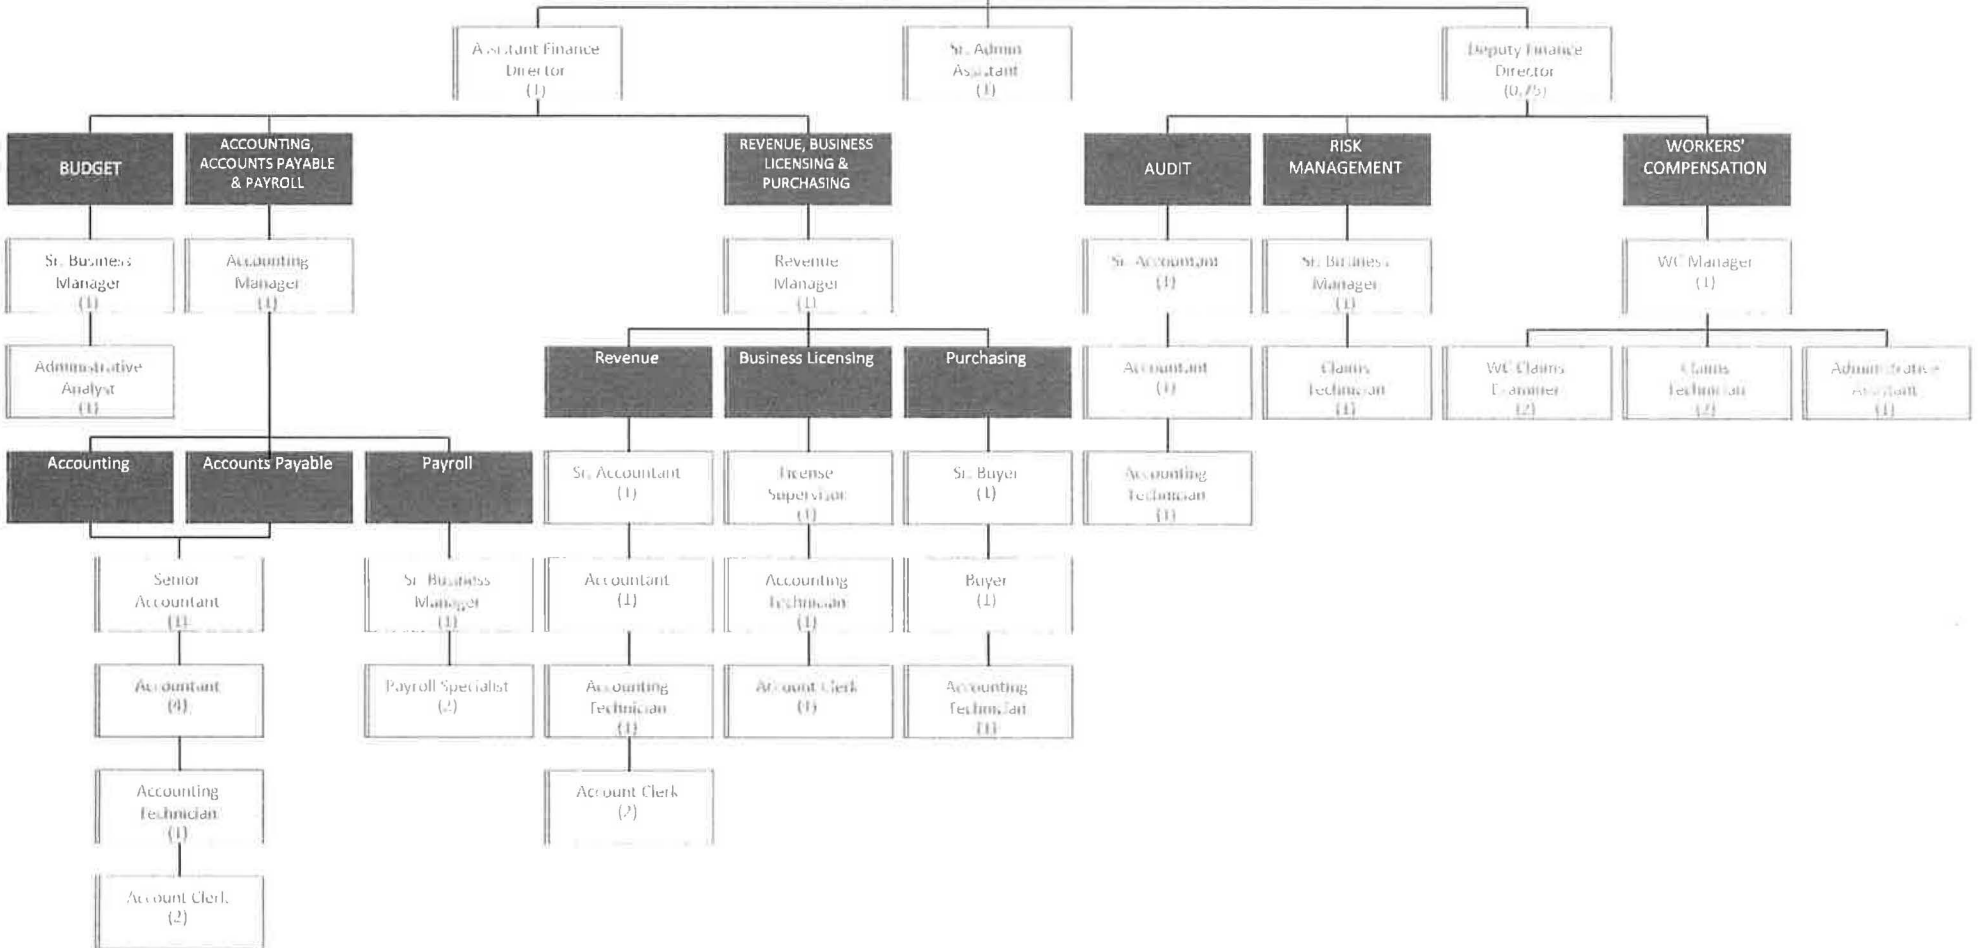 Assistant Finance
Director
(1)
Sr. Admin
Assistant
(1)
Deputy Finance
Director
(0.75)
BUDGET
ACCOUNTING,
ACCOUNTS PAYABLE
& PAYROLL
REVENUE, BUSINESS
LICENSING &
PURCHASING
AUDIT
RISK
MANAGEMENT
WORKERS'
COMPENSATION
Sr. Business
Manager
(1)
Accounting
Manager
(1)
Revenue
Manager
(1)
Sr. Accountant
(1)
Sr. Business
Manager
(1)
WC Manager
(1)
Administrative
Analyst
(1)
Revenue
Business Licensing
Purchasing
Accountant
(1)
Claims
Technician
(1)
WC Claims
Examiner
(2)
Claims
Technician
(2)
Administrative
Assistant
(1)
Accounting
Accounts Payable
Payroll
Sr. Accountant
(1)
License
Supervisor
(1)
Sr. Buyer
(1)
Accounting
Technician
(1)
Senior
Accountant
(1)
Sr. Business
Manager
(1)
Accountant
(1)
Accounting
Technician
(1)
Buyer
(1)
Accountant
(4)
Payroll Specialist
(2)
Accounting
Technician
(1)
Account Clerk
Accounting
Technician
(1)
Accounting
Technician
(1)
Account Clerk
(2)
Account Clerk
(2)